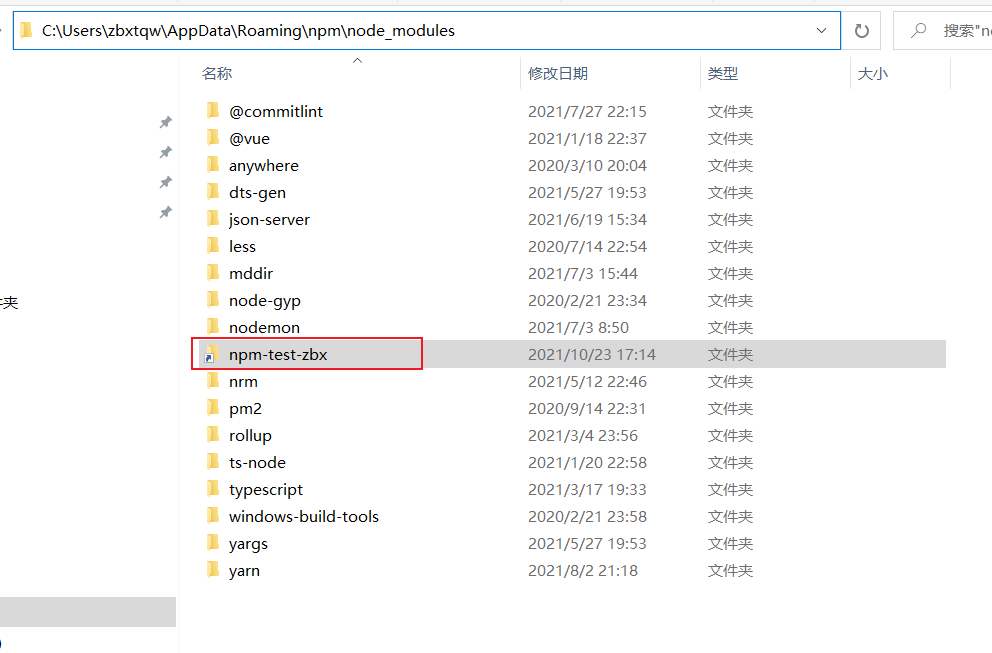 C:\Users\zbxtqw\AppData\Roaming\npm\node_modules
搜索"n
名称 修改日期 类型 大小
@commitlint 2021/7/27 22:15 文件夹
@vue 2021/1/18 22:37 文件夹
anywhere 2020/3/10 20:04 文件夹
dts-gen 2021/5/27 19:53 文件夹
json-server 2021/6/19 15:34 文件夹
less 2020/7/14 22:54 文件夹
mddir 2021/7/3 15:44 文件夹
node-gyp 2020/2/21 23:34 文件夹
nodemon 2021/7/3 8:50 文件夹
npm-test-zbx 2021/10/23 17:14 文件夹
nrm 2021/5/12 22:46 文件夹
pm2 2020/9/14 22:31 文件夹
rollup 2021/3/4 23:56 文件夹
ts-node 2021/1/20 22:58 文件夹
typescript 2021/3/17 19:33 文件夹
windows-build-tools 2020/2/21 23:58 文件夹
yargs 2021/5/27 19:53 文件夹
yarn 2021/8/2 21:18 文件夹
夹